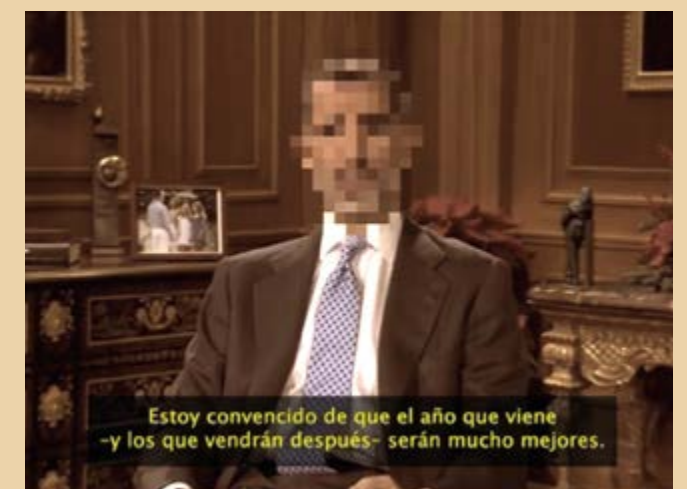 Estoy convencido de que el año que viene
–y los que vendrán después– serán mucho mejores.